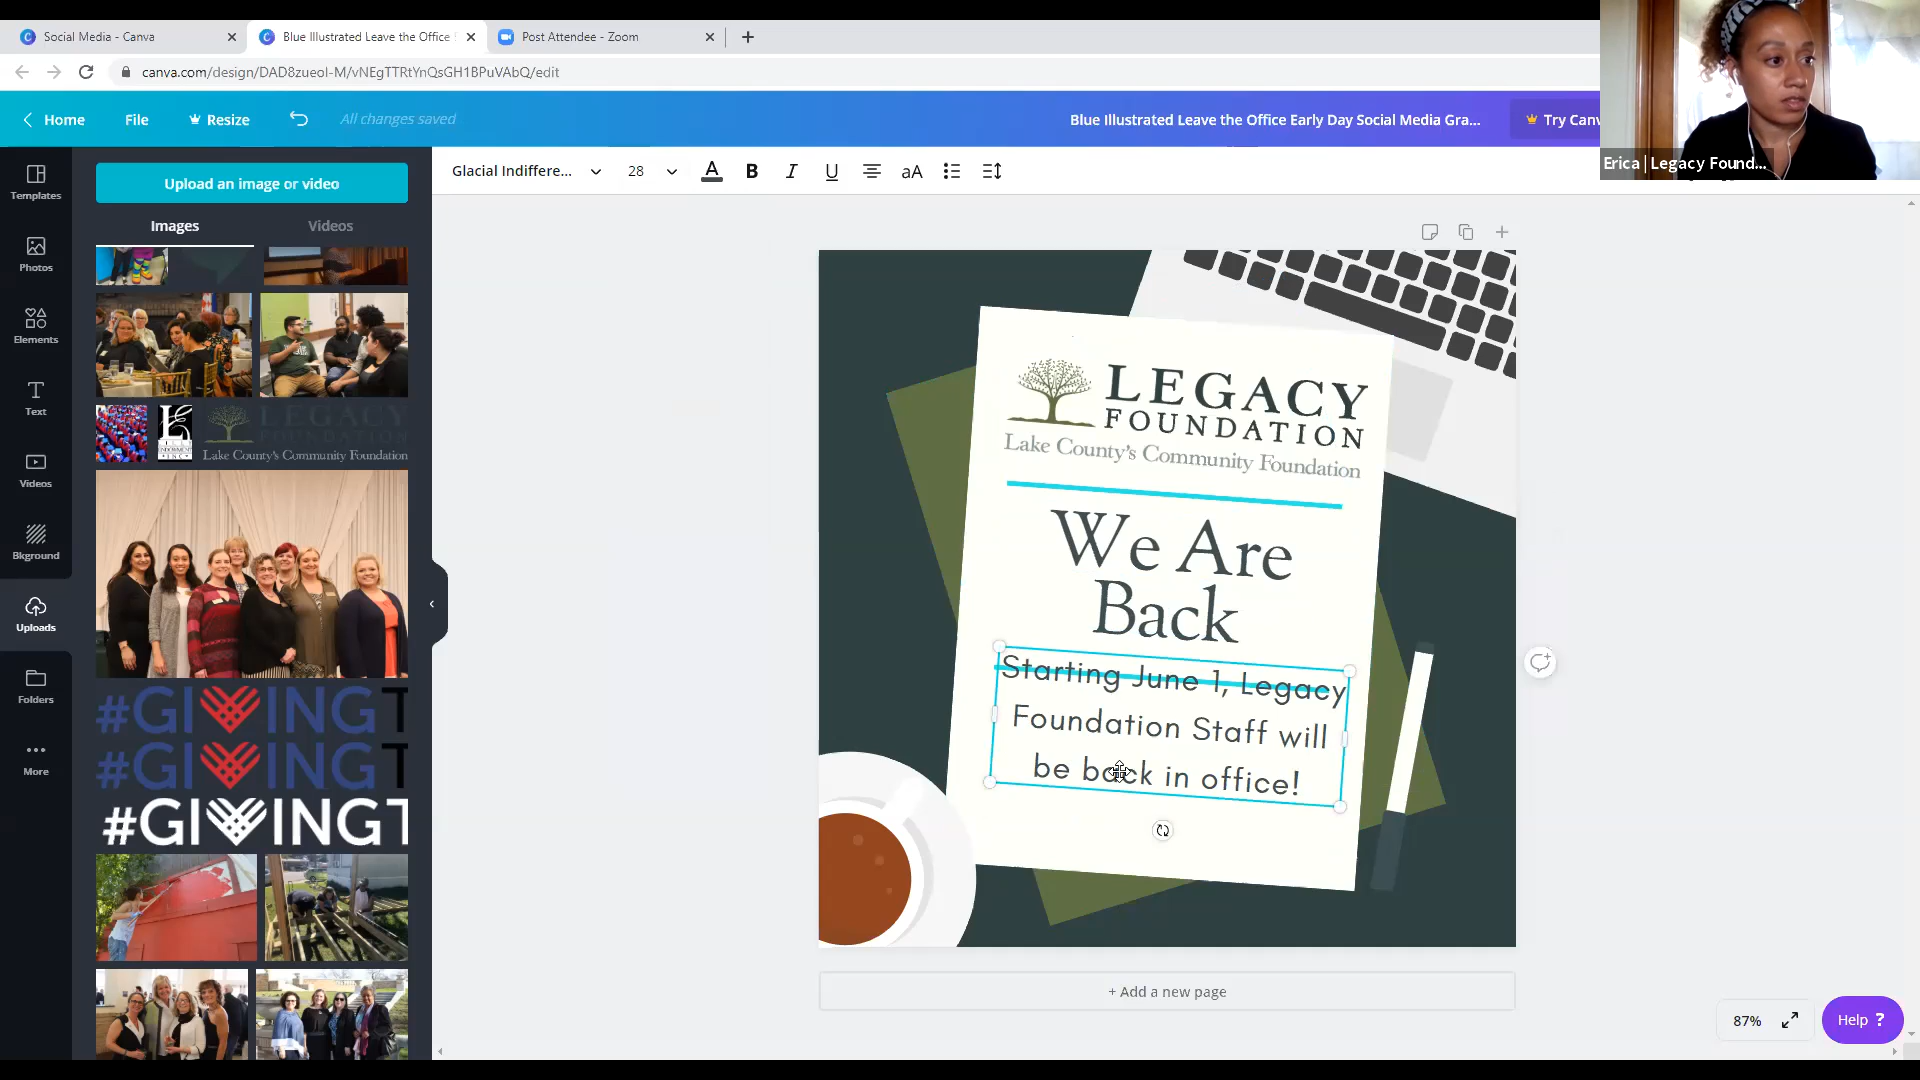 Social Media - Canva
Blue Illustrated Leave the Office
Post Attendee - Zoom
canva.com/design/DAD8zueol-M/vNEgTTRtYnQsGH1BPuVAbQ/edit
Home
File
Resize
All changes saved
Blue Illustrated Leave the Office Early Day Social Media Gra...
Try Canv
Erica | Legacy Found...
Templates
Photos
Elements
Text
Videos
Bkground
Uploads
Folders
More
Upload an image or video
Images
Videos
LEGACY
FOUNDATION
Lake County's Community Foundation
#GIVINGT
#GIVINGT
#GIVINGT
Glacial Indiffere...
28
A
B
I
U
aA
LEGACY
FOUNDATION
Lake County's Community Foundation
We Are
Back
Starting June 1, Legacy
Foundation Staff will
be back in office!
+ Add a new page
87%
Help ?